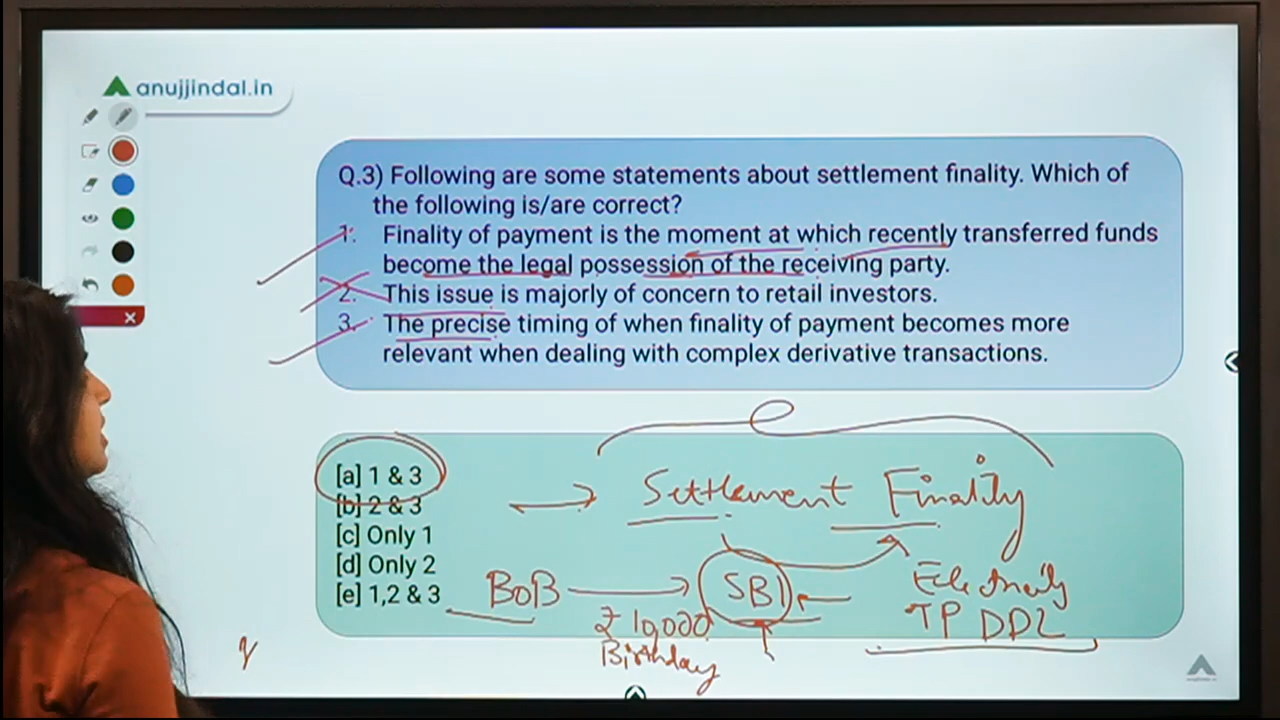 anujjindal.in
Q.3) Following are some statements about settlement finality. Which of
the following is/are correct?
1. Finality of payment is the moment at which recently transferred funds
become the legal possession of the receiving party.
2. This issue is majorly of concern to retail investors.
3. The precise timing of when finality of payment becomes more
relevant when dealing with complex derivative transactions.
[a] 1 & 3
[b] 2 & 3
[c] Only 1
[d] Only 2
[e] 1,2 & 3
Settlement Finality
BoB SBI
₹ 10,000
Birthday
TP DDL